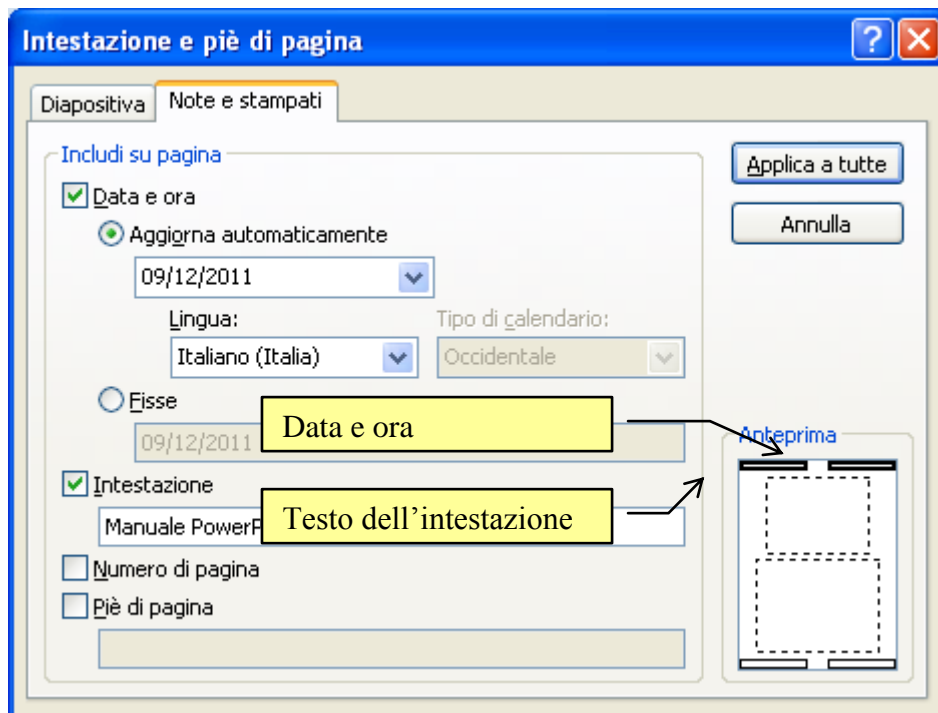 Intestazione e piè di pagina
Diapositiva Note e stampati
Includi su pagina
Applica a tutte
Data e ora
Annulla
Aggiorna automaticamente
09/12/2011
Lingua: Tipo di calendario:
Italiano (Italia) Occidentale
Fisse
Data e ora
09/12/2011
Anteprima
Intestazione
Testo dell'intestazione
Manuale PowerP
Numero di pagina
Piè di pagina